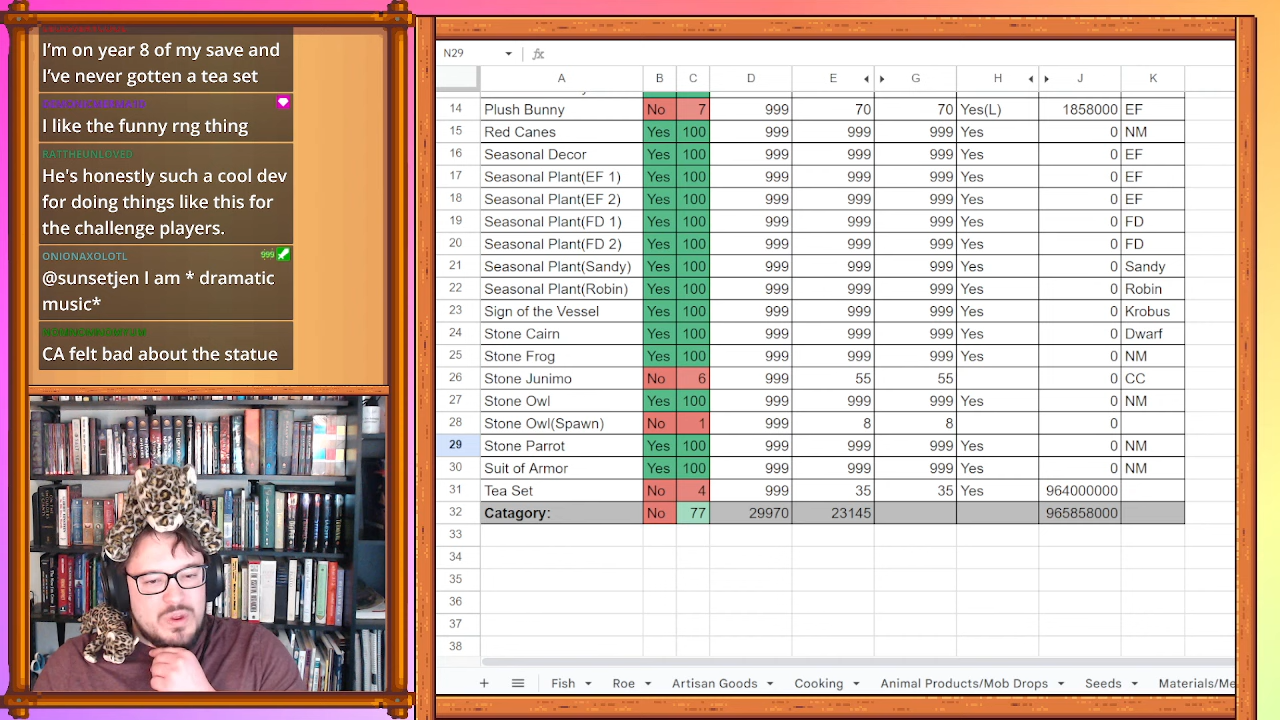 I'm on year 8 of my save and
I've never gotten a tea set
I like the funny rng thing
RATTHEUNLOVED
He's honestly such a cool dev
for doing things like this for
the challenge players.
ONIONAXOLOTL 999
@sunsetjen I am * dramatic
music*
CA felt bad about the statue
N29 fx
A B C D E G H J K
14 Plush Bunny No 7 999 70 70 Yes(L) 1858000 EF
15 Red Canes Yes 100 999 999 999 Yes 0 NM
16 Seasonal Decor Yes 100 999 999 999 Yes 0 EF
17 Seasonal Plant(EF 1) Yes 100 999 999 999 Yes 0 EF
18 Seasonal Plant(EF 2) Yes 100 999 999 999 Yes 0 EF
19 Seasonal Plant(FD 1) Yes 100 999 999 999 Yes 0 FD
20 Seasonal Plant(FD 2) Yes 100 999 999 999 Yes 0 FD
21 Seasonal Plant(Sandy) Yes 100 999 999 999 Yes 0 Sandy
22 Seasonal Plant(Robin) Yes 100 999 999 999 Yes 0 Robin
23 Sign of the Vessel Yes 100 999 999 999 Yes 0 Krobus
24 Stone Cairn Yes 100 999 999 999 Yes 0 Dwarf
25 Stone Frog Yes 100 999 999 999 Yes 0 NM
26 Stone Junimo No 6 999 55 55 0 CC
27 Stone Owl Yes 100 999 999 999 Yes 0 NM
28 Stone Owl(Spawn) No 1 999 8 8 0
29 Stone Parrot Yes 100 999 999 999 Yes 0 NM
30 Suit of Armor Yes 100 999 999 999 Yes 0 NM
31 Tea Set No 4 999 35 35 Yes 964000000
32 Catagory: No 77 29970 23145 965858000
33
34
35
36
37
38
+ Fish Roe Artisan Goods Cooking Animal Products/Mob Drops Seeds Materials/Me